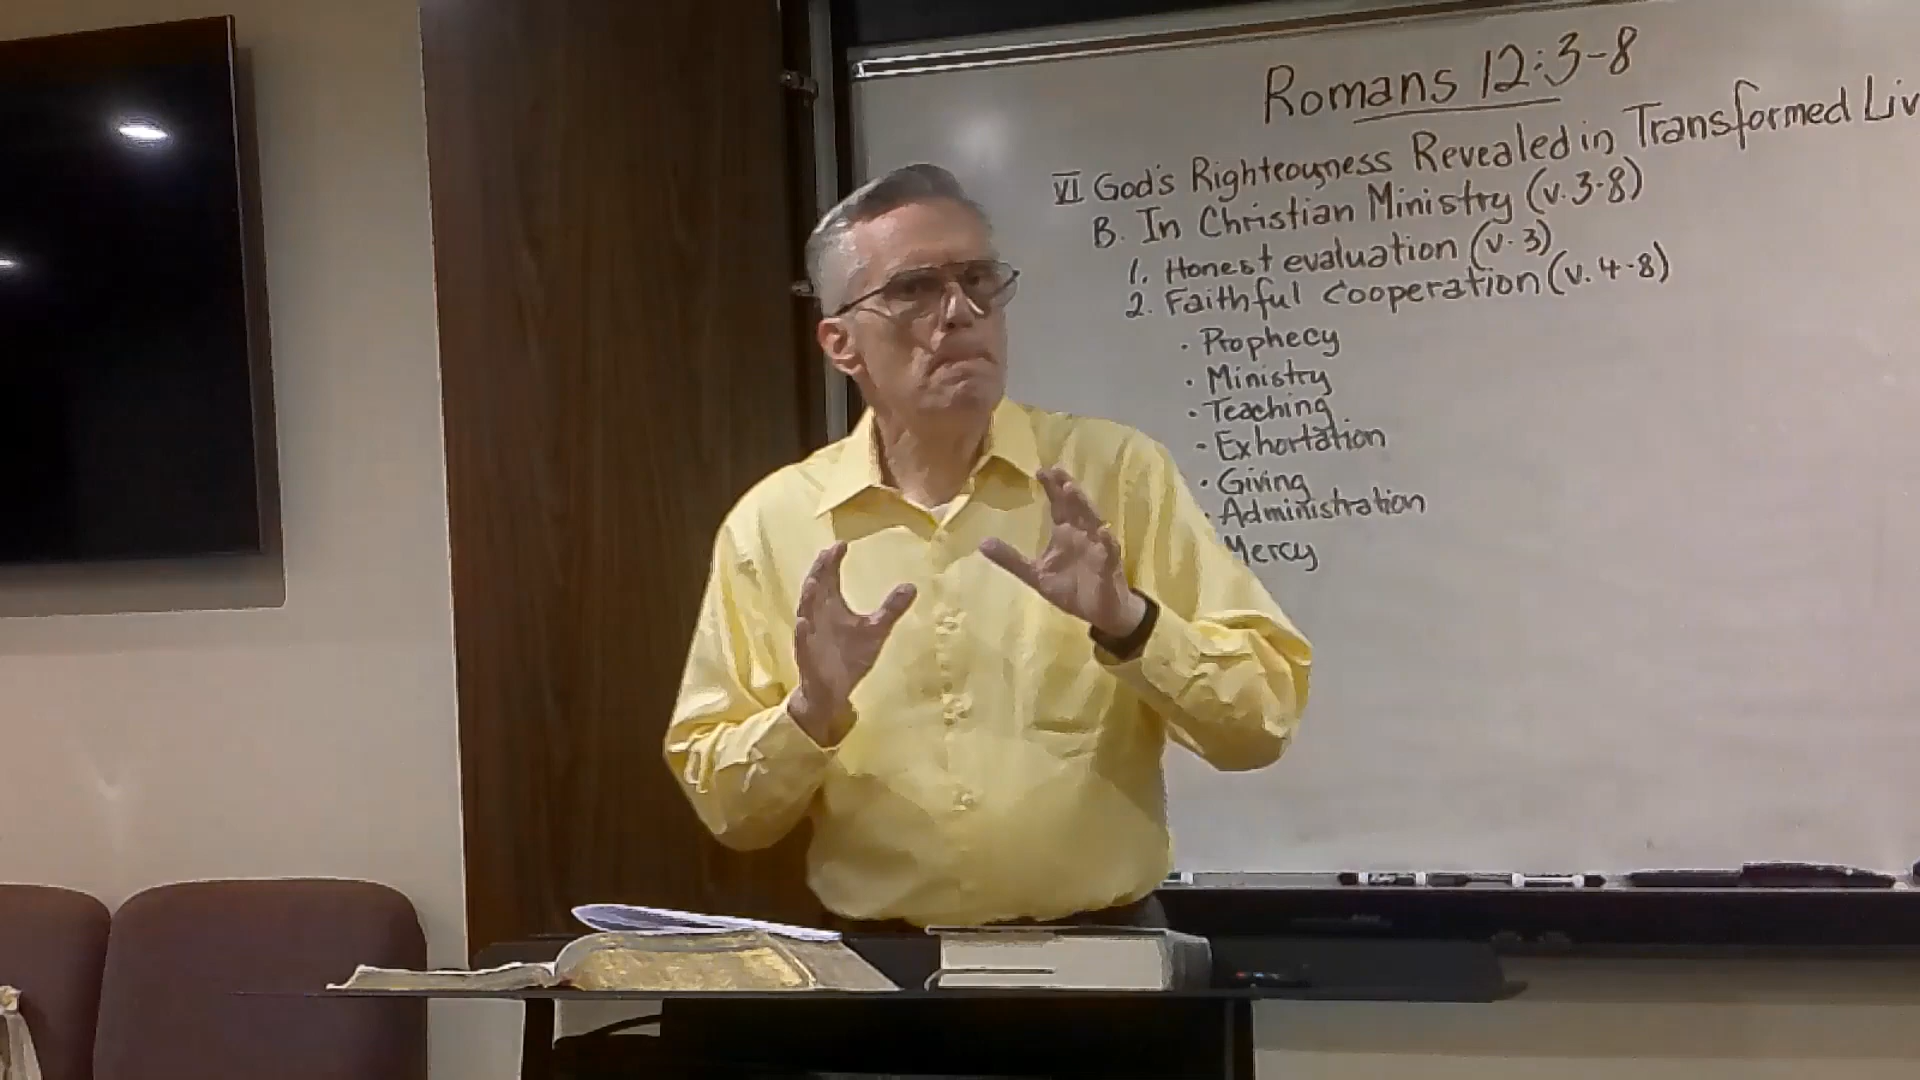 Romans 12:3-8
VI God's Righteousness Revealed in Transformed Liv
B. In Christian Ministry (v. 3-8)
1. Honest evaluation (v. 3)
2. Faithful Cooperation (v. 4-8)
• Prophecy
• Ministry
• Teaching
• Exhortation
• Giving
• Administration
Mercy